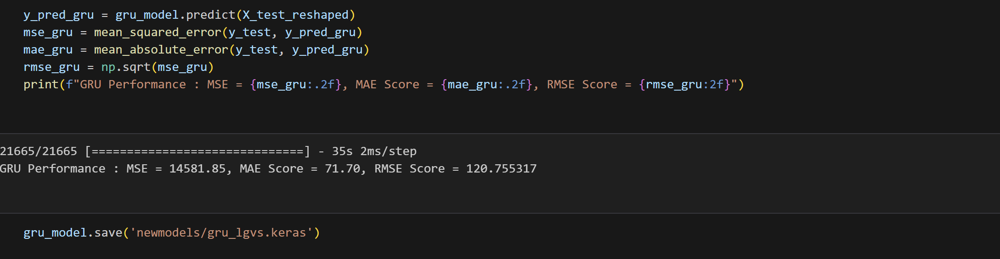 y_pred_gru = gru_model.predict(X_test_reshaped)
mse_gru = mean_squared_error(y_test, y_pred_gru)
mae_gru = mean_absolute_error(y_test, y_pred_gru)
rmse_gru = np.sqrt(mse_gru)
print(f"GRU Performance : MSE = {mse_gru:.2f}, MAE Score = {mae_gru:.2f}, RMSE Score = {rmse_gru:2f}")
21665/21665 [==============================] - 35s 2ms/step
GRU Performance : MSE = 14581.85, MAE Score = 71.70, RMSE Score = 120.755317
gru_model.save('newmodels/gru_lgvs.keras')